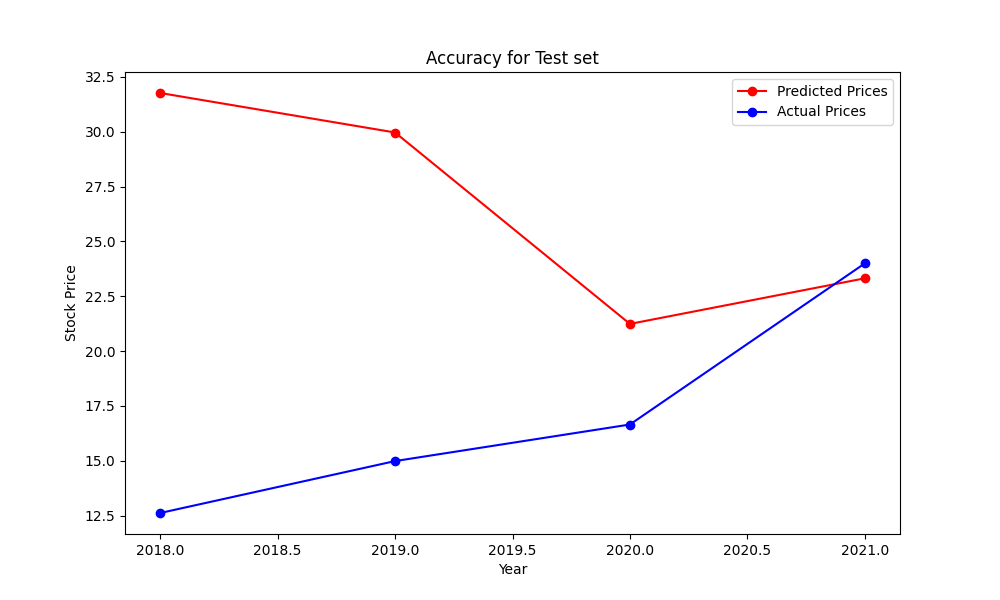 Accuracy for Test set
Predicted Prices
Actual Prices
32.5
30.0
27.5
25.0
22.5
20.0
17.5
15.0
12.5
Stock Price
2018.0 2018.5 2019.0 2019.5 2020.0 2020.5 2021.0
Year